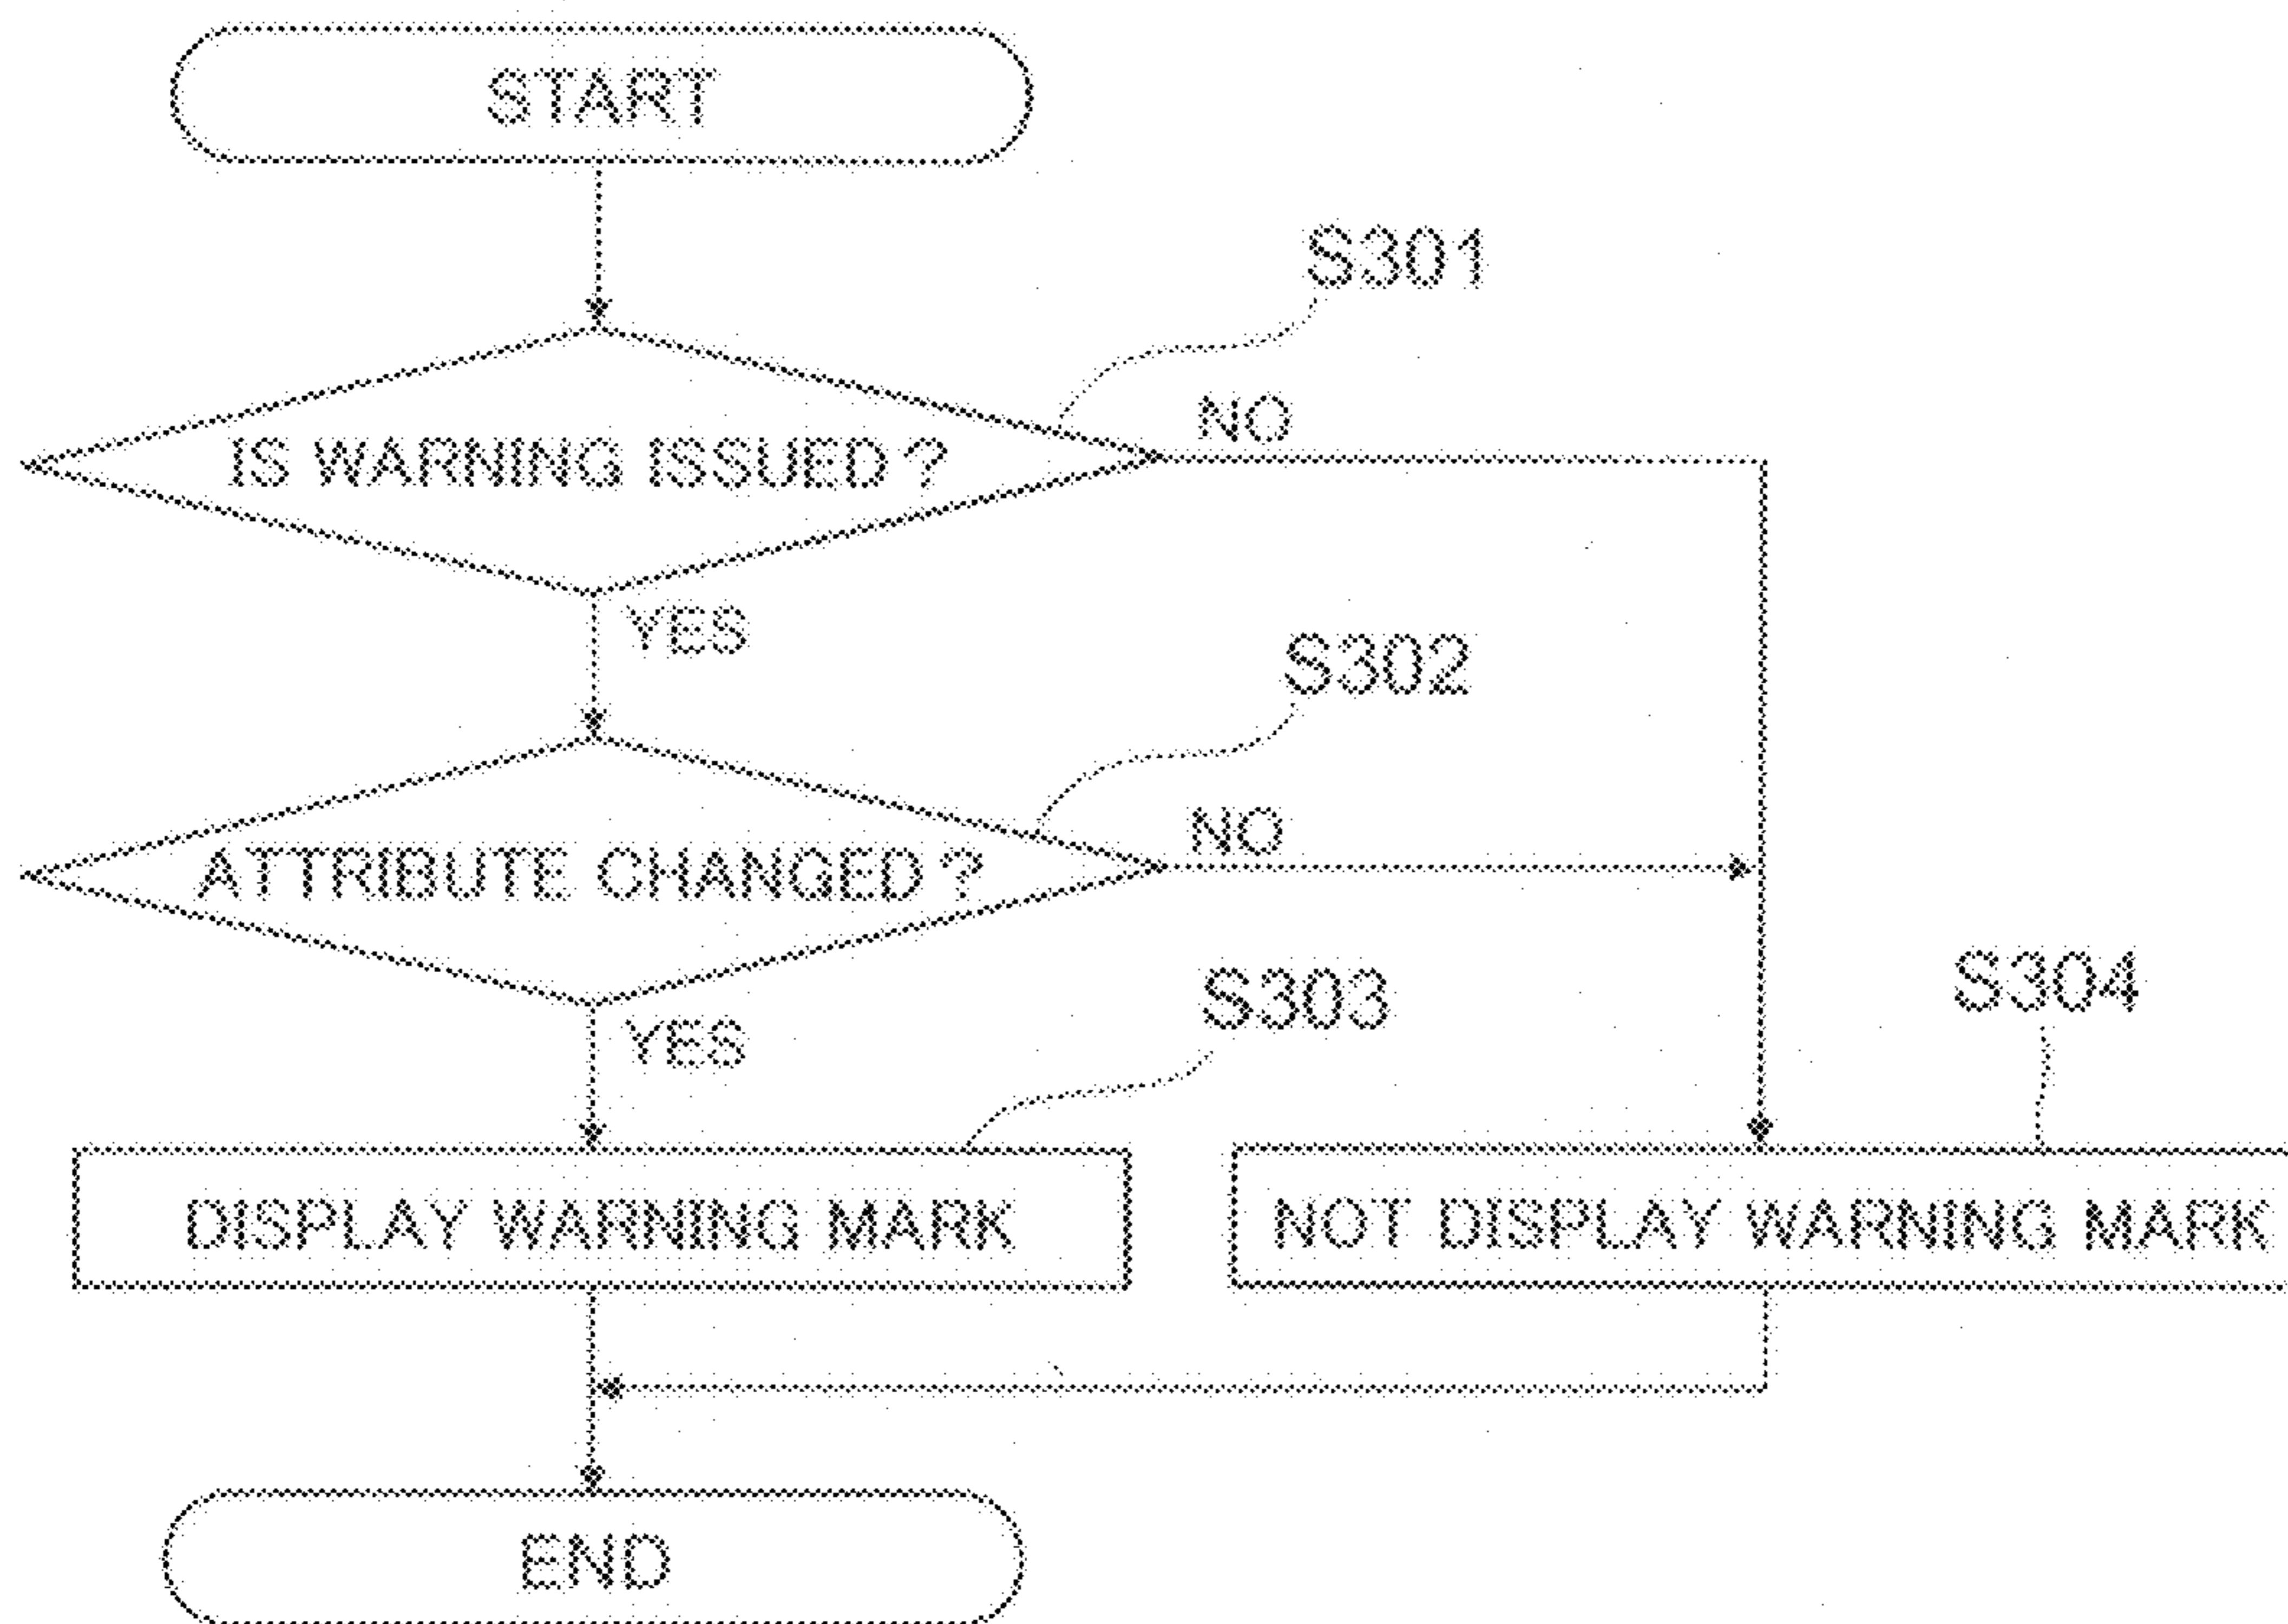 START
S301
NO
IS WARNING ISSUED ?
YES
S302
NO
ATTRIBUTE CHANGED ?
S304
S303
YES
DISPLAY WARNING MARK
NOT DISPLAY WARNING MARK
END